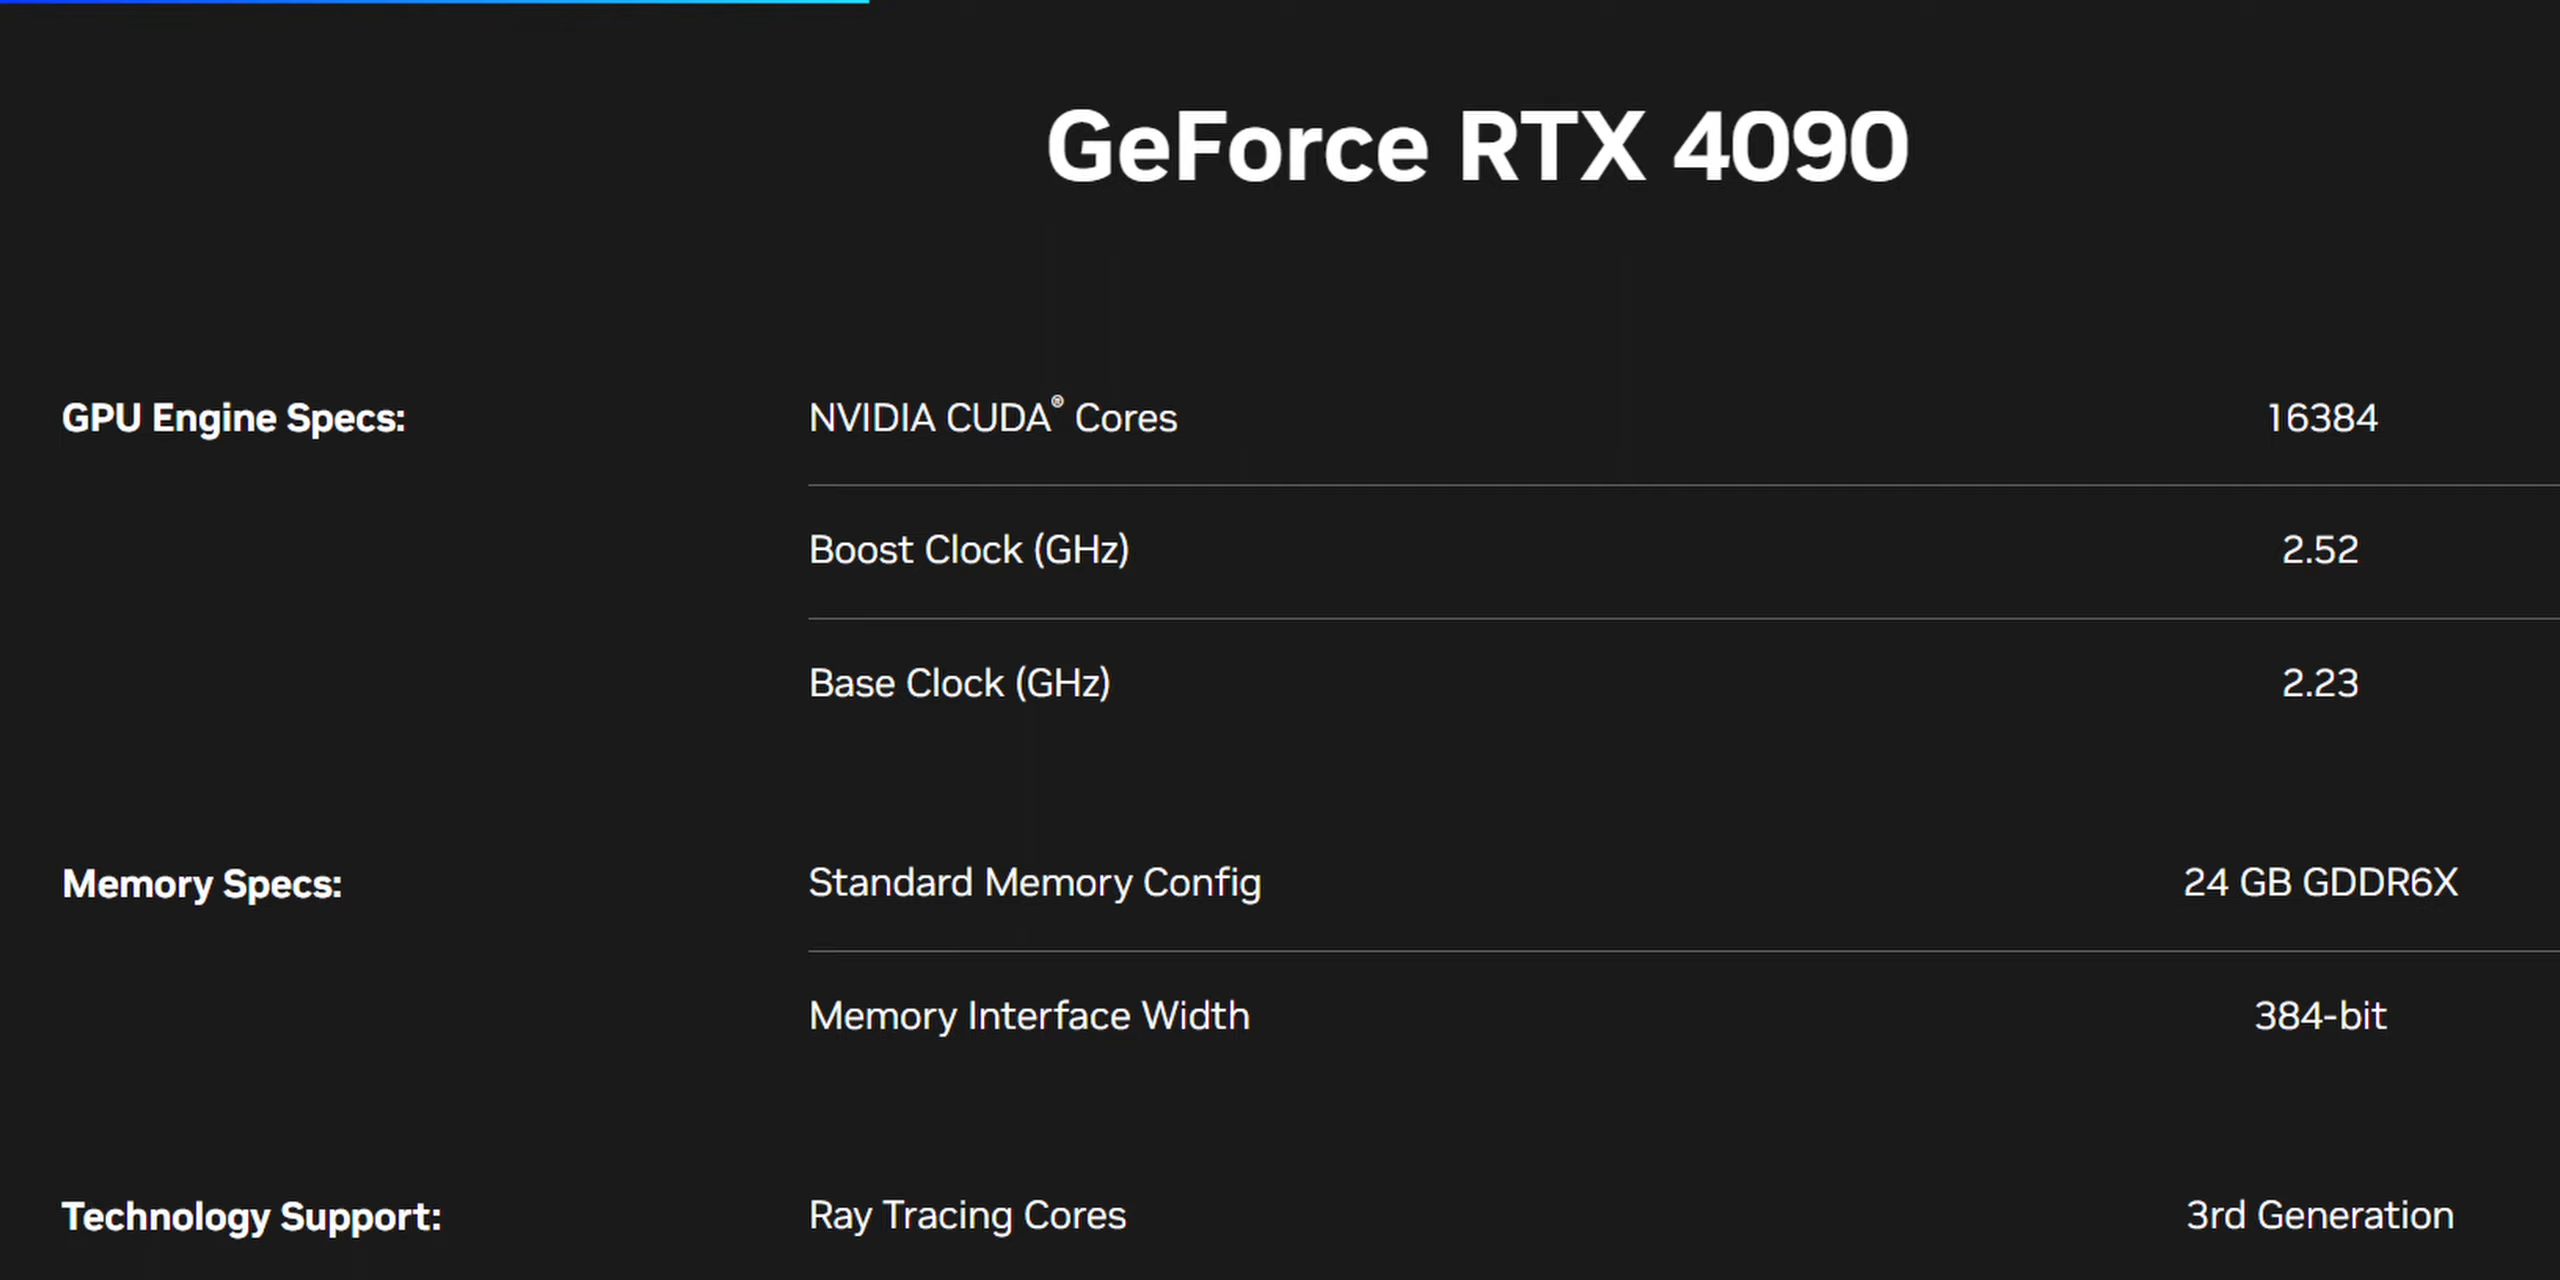 GeForce RTX 4090
GPU Engine Specs: NVIDIA CUDA® Cores 16384
Boost Clock (GHz) 2.52
Base Clock (GHz) 2.23
Memory Specs: Standard Memory Config 24 GB GDDR6X
Memory Interface Width 384-bit
Technology Support: Ray Tracing Cores 3rd Generation